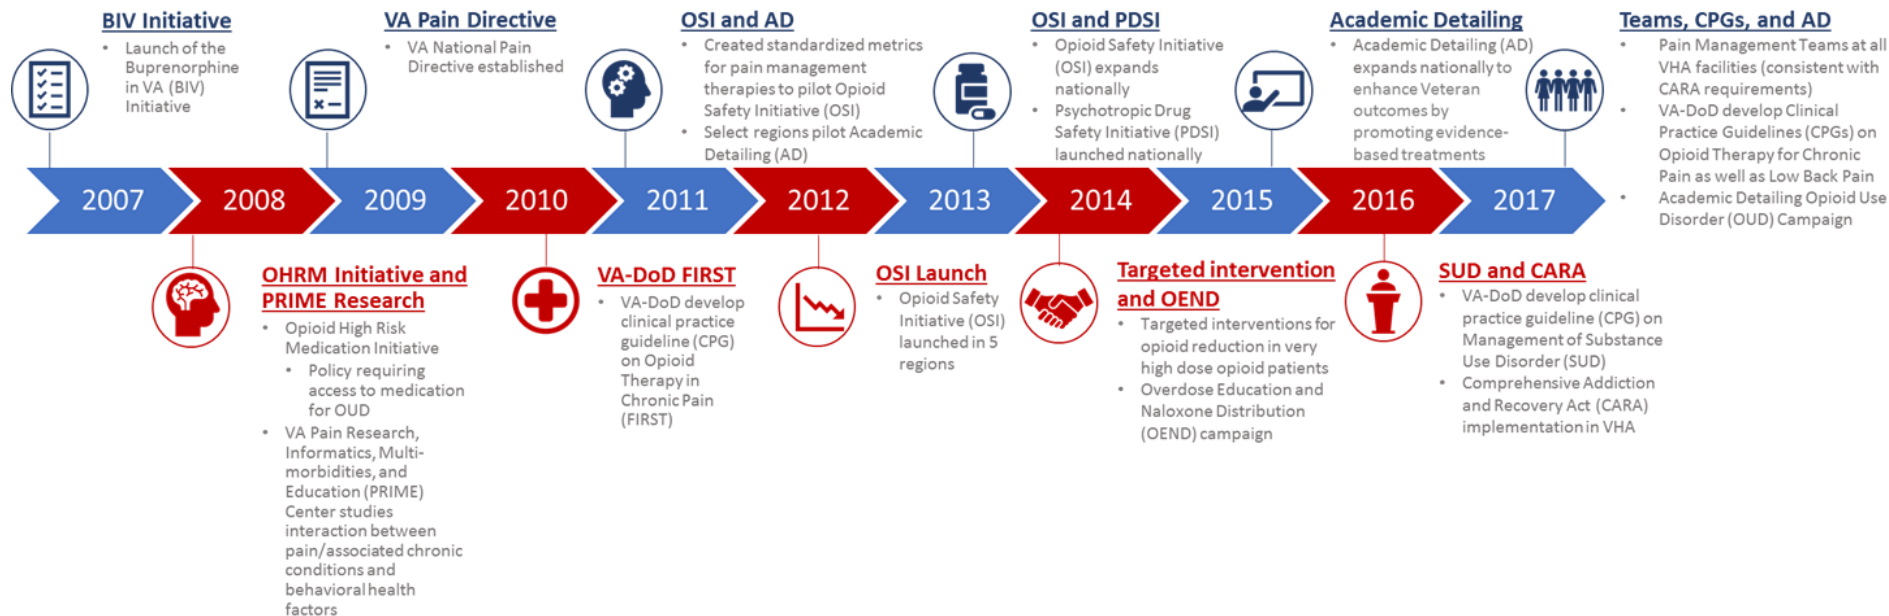 BIV Initiative
• Launch of the
Buprenorphine
in VA (BIV)
Initiative
VA Pain Directive
• VA National Pain
Directive established
OSI and AD
• Created standardized metrics
for pain management
therapies to pilot Opioid
Safety Initiative (OSI)
• Select regions pilot Academic
Detailing (AD)
OSI and PDSI
• Opioid Safety Initiative
(OSI) expands
nationally
• Psychotropic Drug
Safety Initiative (PDSI)
launched nationally
Academic Detailing
• Academic Detailing (AD)
expands nationally to
enhance Veteran
outcomes by
promoting evidence-
based treatments
Teams, CPGs, and AD
• Pain Management Teams at all
VHA facilities (consistent with
CARA requirements)
• VA-DoD develop Clinical
Practice Guidelines (CPGs) on
Opioid Therapy for Chronic
Pain as well as Low Back Pain
• Academic Detailing Opioid Use
Disorder (OUD) Campaign
2007
2008
2009
2010
2011
2012
2013
2014
2015
2016
2017
OHRM Initiative and
PRIME Research
• Opioid High Risk
Medication Initiative
• Policy requiring
access to medication
for OUD
• VA Pain Research,
Informatics, Multi-
morbidities, and
Education (PRIME)
Center studies
interaction between
pain/associated chronic
conditions and
behavioral health
factors
VA-DoD FIRST
• VA-DoD develop
clinical practice
guideline (CPG)
on Opioid
Therapy in
Chronic Pain
(FIRST)
OSI Launch
• Opioid Safety
Initiative (OSI)
launched in 5
regions
Targeted intervention
and OEND
• Targeted interventions for
opioid reduction in very
high dose opioid patients
• Overdose Education and
Naloxone Distribution
(OEND) campaign
SUD and CARA
• VA-DoD develop clinical
practice guideline (CPG) on
Management of Substance
Use Disorder (SUD)
• Comprehensive Addiction
and Recovery Act (CARA)
implementation in VHA